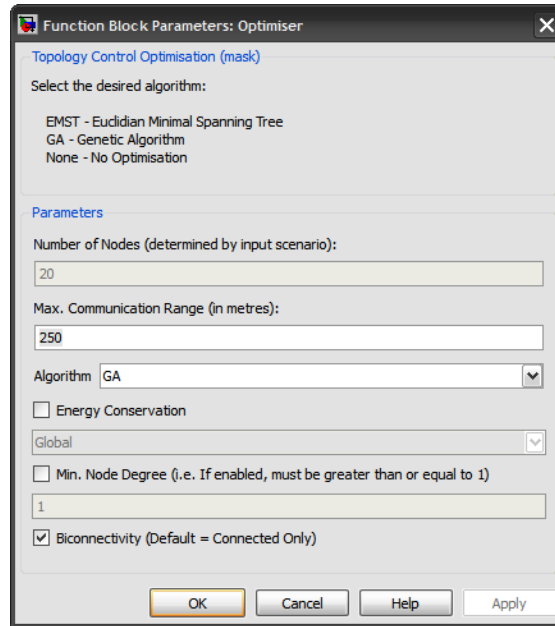 Function Block Parameters: Optimiser
Topology Control Optimisation (mask)
Select the desired algorithm:
EMST - Euclidian Minimal Spanning Tree
GA - Genetic Algorithm
None - No Optimisation
Parameters
Number of Nodes (determined by input scenario):
20
Max. Communication Range (in metres):
250
Algorithm GA
Energy Conservation
Global
Min. Node Degree (i.e. If enabled, must be greater than or equal to 1)
1
Biconnectivity (Default = Connected Only)
OK Cancel Help Apply